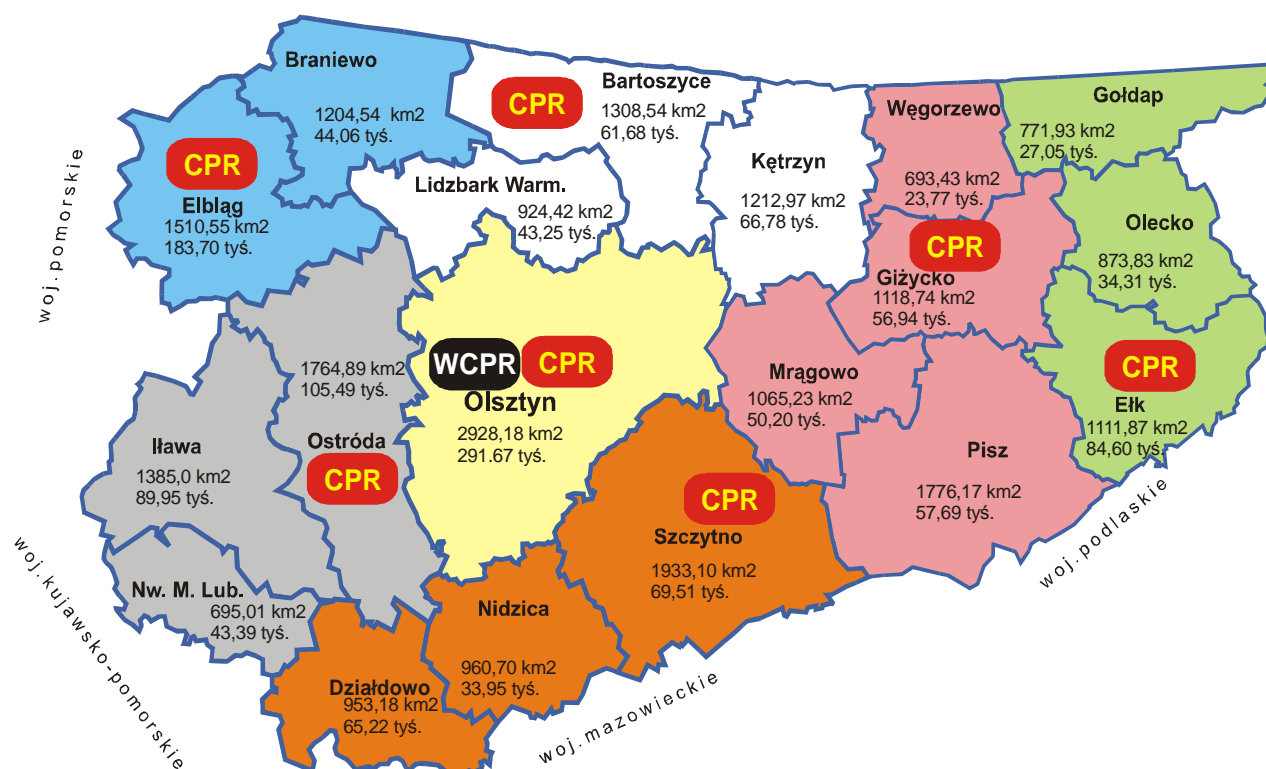 Braniewo
1204,54 km2
44,06 tyś.
CPR
Bartoszyce
1308,54 km2
61,68 tyś.
Węgorzewo
693,43 km2
23,77 tyś.
Gołdap
771,93 km2
27,05 tyś.
CPR
Elbląg
1510,55 km2
183,70 tyś.
Lidzbark Warm.
924,42 km2
43,25 tyś.
Kętrzyn
1212,97 km2
66,78 tyś.
CPR
Giżycko
1118,74 km2
56,94 tyś.
Olecko
873,83 km2
34,31 tyś.
woj.pomorskie
1764,89 km2
105,49 tyś.
Ostróda
CPR
WCPR
CPR
Olsztyn
2928,18 km2
291.67 tyś.
Mrągowo
1065,23 km2
50,20 tyś.
CPR
Ełk
1111,87 km2
84,60 tyś.
Iława
1385,0 km2
89,95 tyś.
CPR
Szczytno
1933,10 km2
69,51 tyś.
Pisz
1776,17 km2
57,69 tyś.
woj.podlaskie
Nw. M. Lub.
695,01 km2
43,39 tyś.
Nidzica
960,70 km2
33,95 tyś.
Działdowo
953,18 km2
65,22 tyś.
woj.kujawsko-pomorskie
woj.mazowieckie